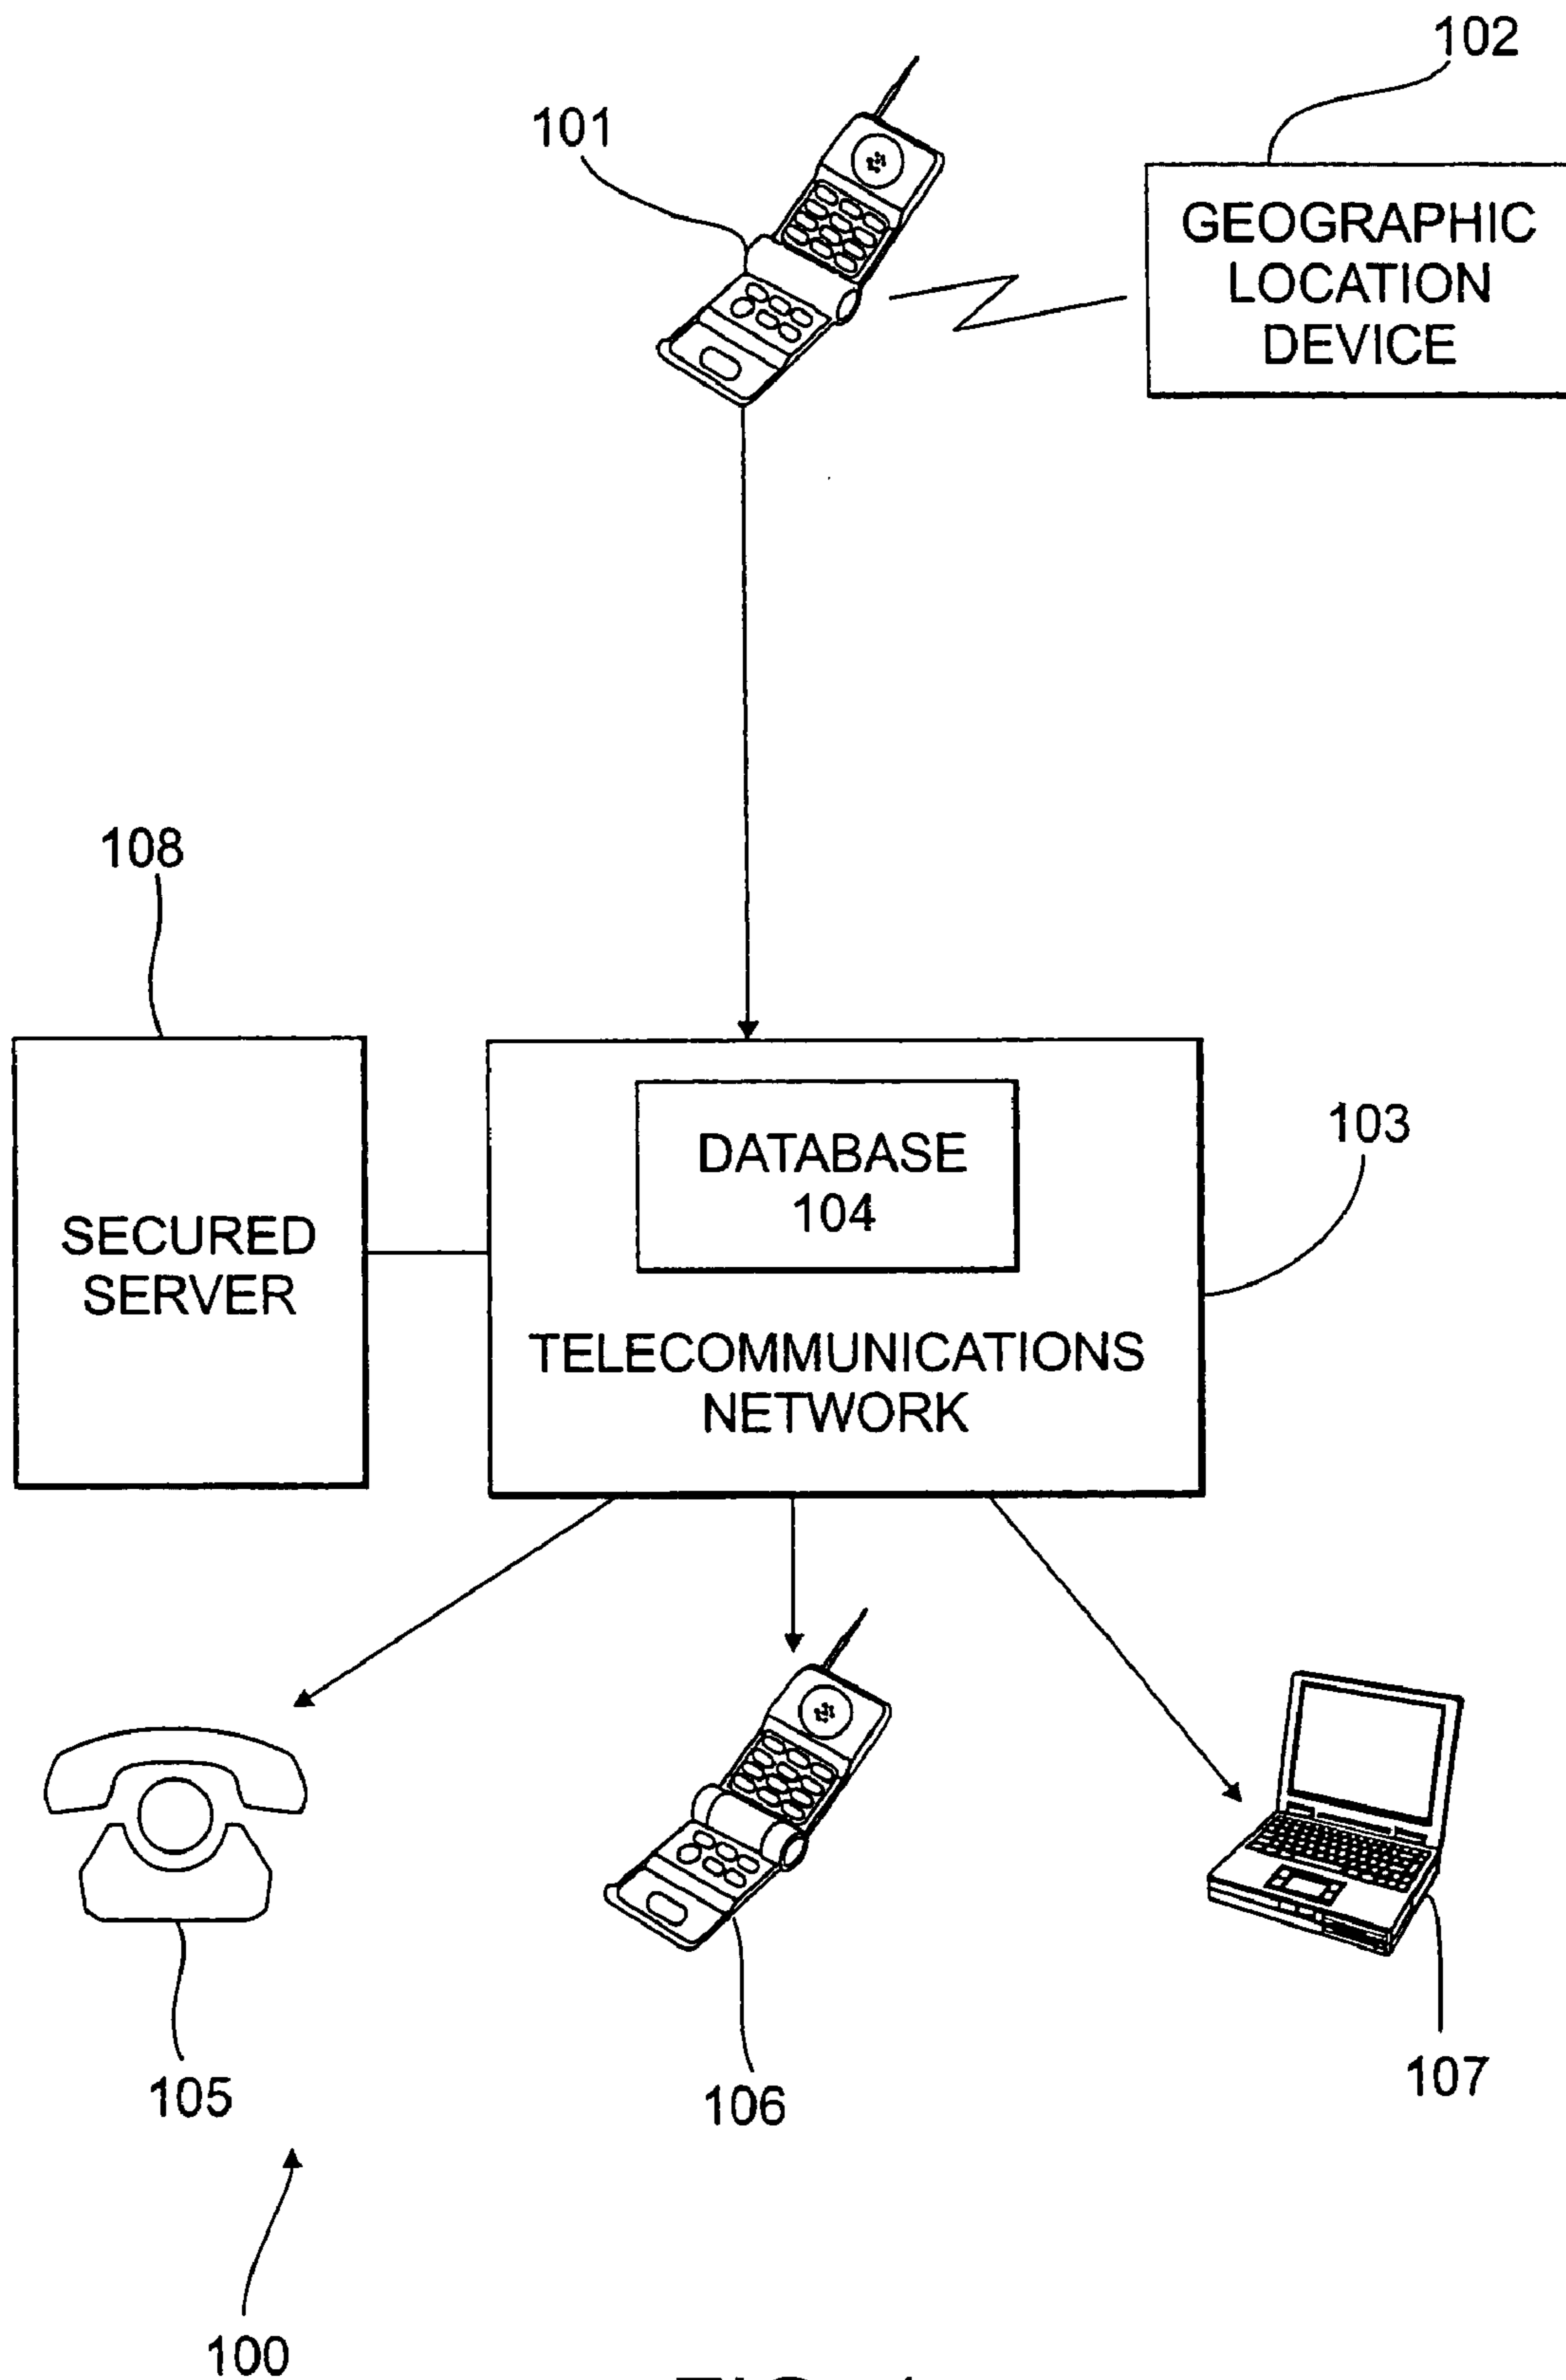 102
101
GEOGRAPHIC
LOCATION
DEVICE
108
103
DATABASE
104
SECURED
SERVER
TELECOMMUNICATIONS
NETWORK
105
106
107
100